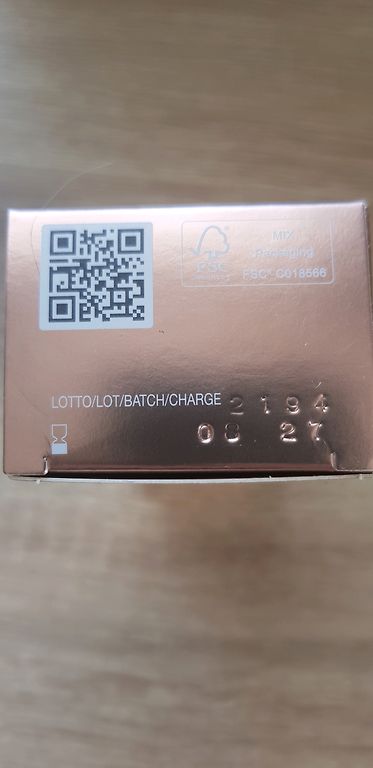 MIX
Packaging
FSC® C018566
FSC
LOTTO/LOT/BATCH/CHARGE 2194
08 27